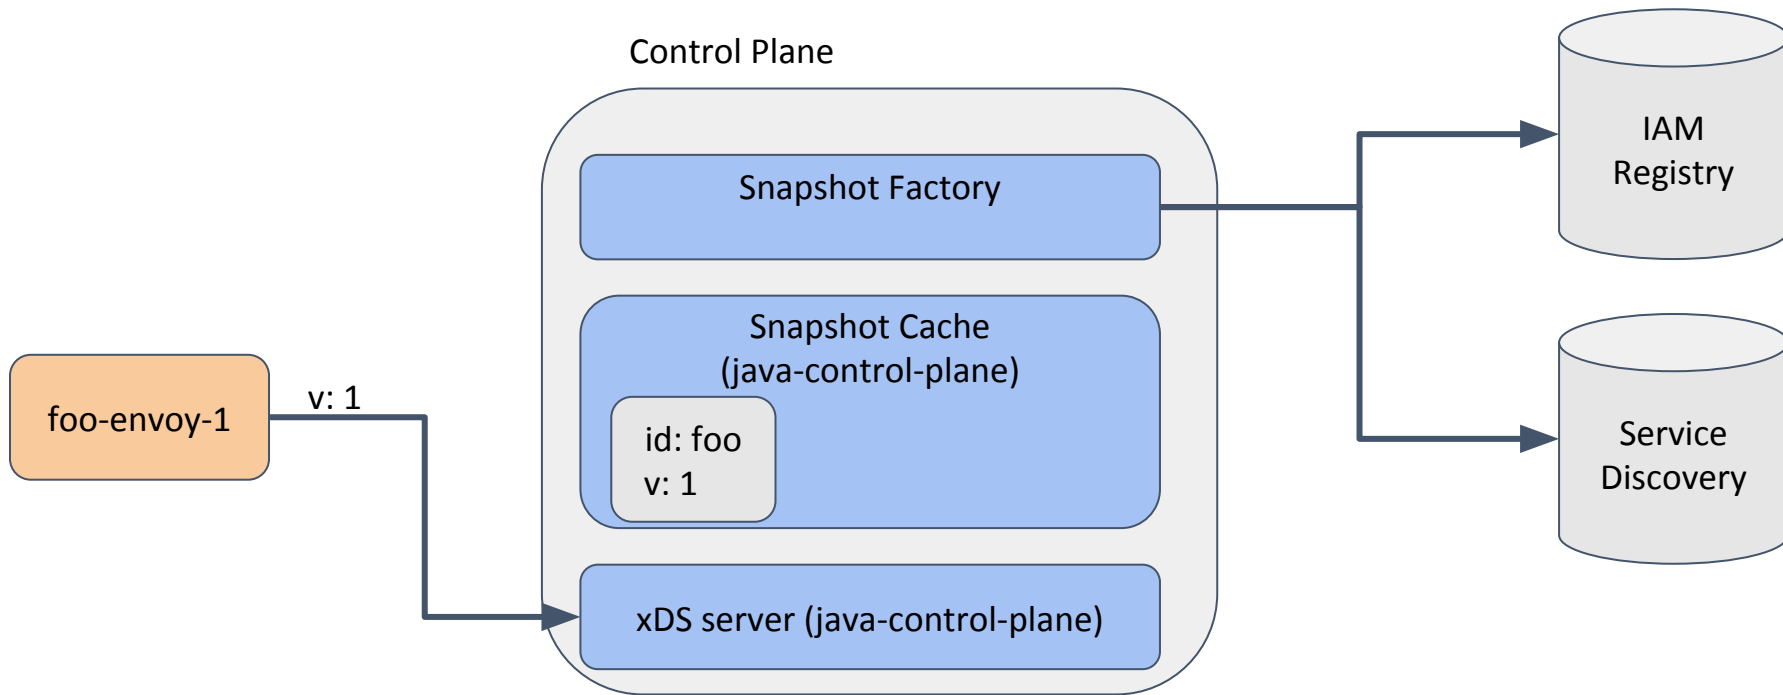 Control Plane
Snapshot Factory
Snapshot Cache
(java-control-plane)
id: foo
v: 1
xDS server (java-control-plane)
foo-envoy-1
v: 1
IAM
Registry
Service
Discovery